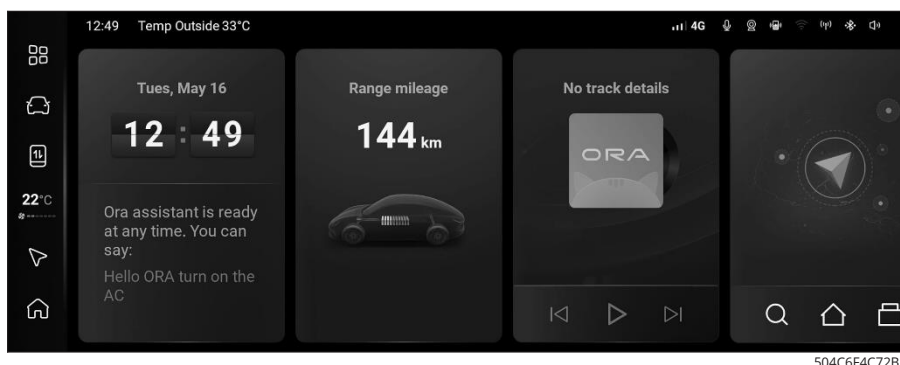 12:49 Temp Outside 33°C 4G
Tues, May 16
12:49
Ora assistant is ready
at any time. You can
say:
Hello ORA turn on the
AC
Range mileage
144 km
No track details
ORA
22°C
504C6F4C72B